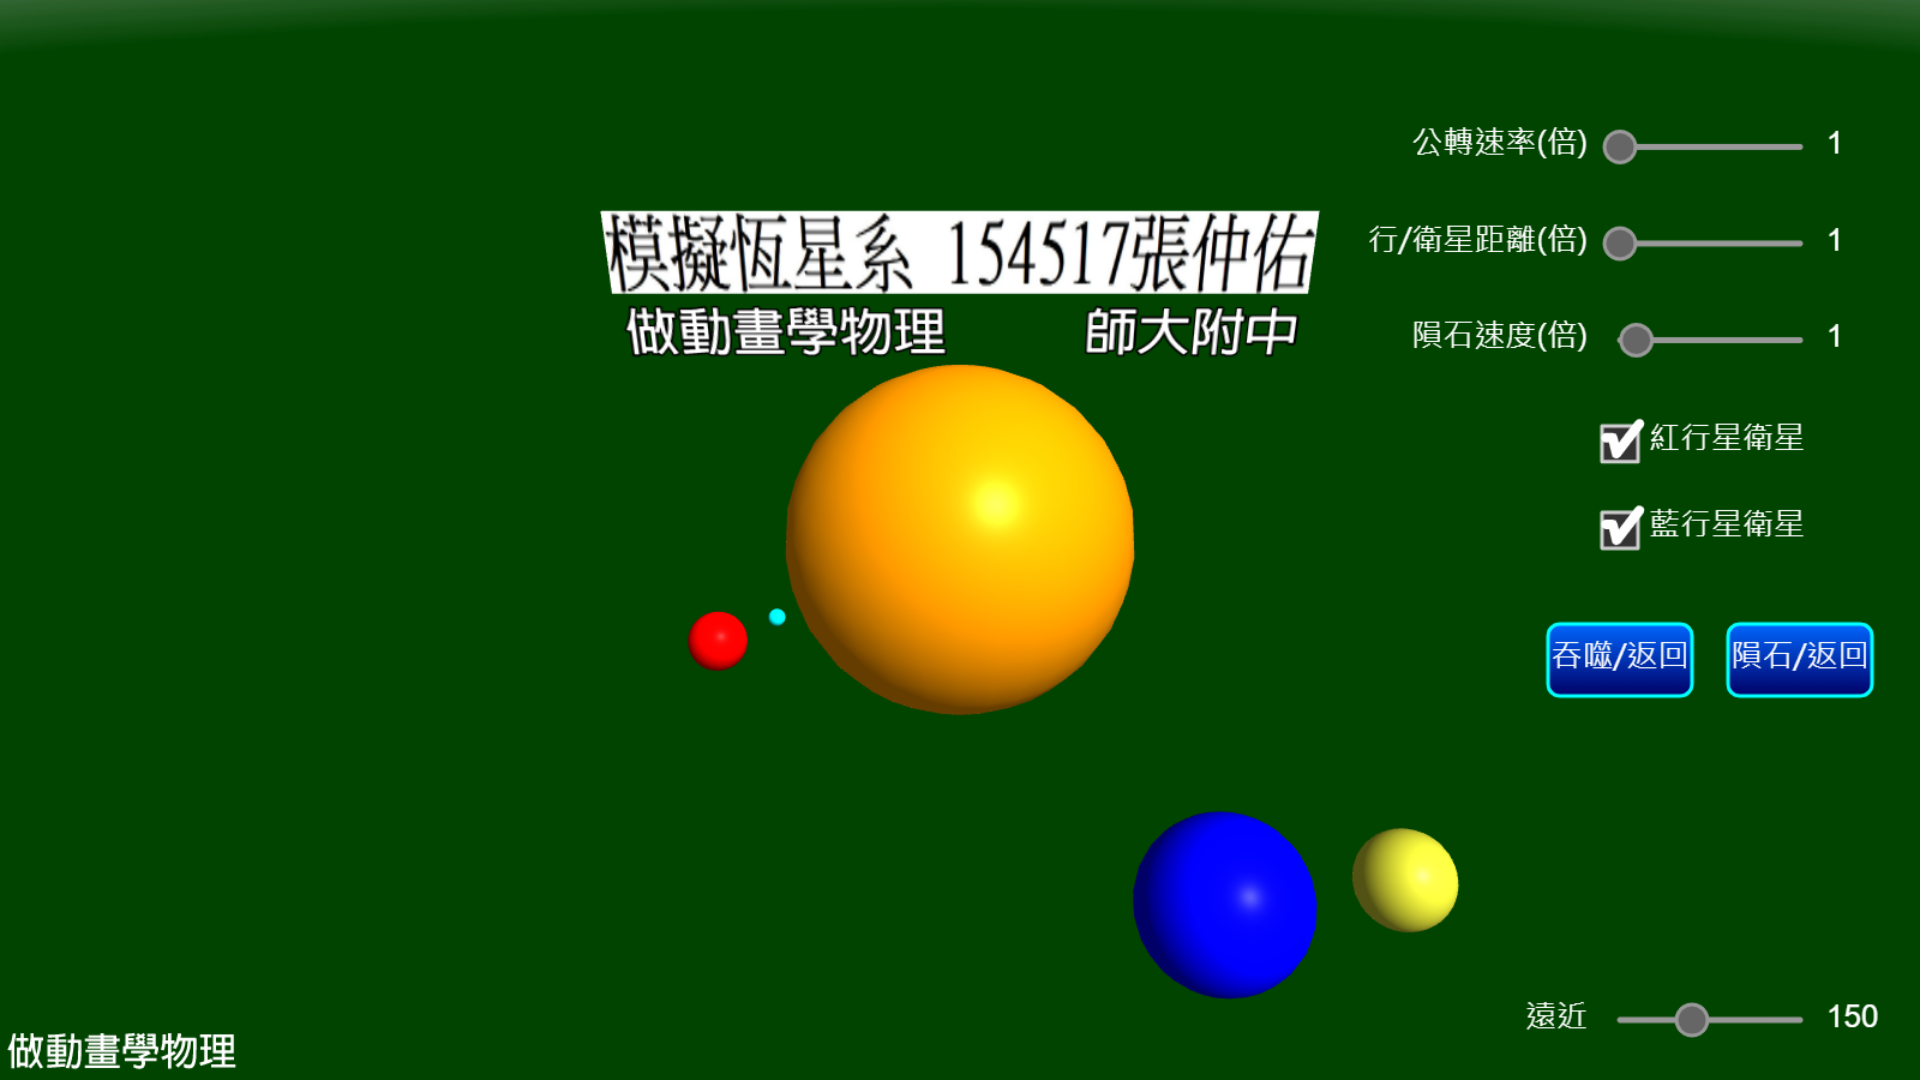 公轉速率(倍) 1
模擬恆星系 154517張仲佑
行/衛星距離(倍) 1
做動畫學物理 師大附中
隕石速度(倍) 1
紅行星衛星
藍行星衛星
吞噬/返回 隕石/返回
遠近 150
做動畫學物理